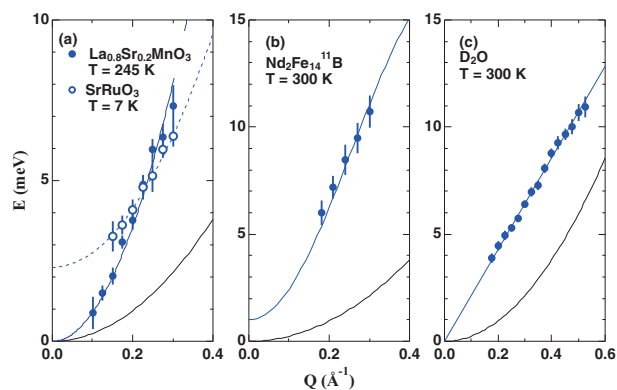 (a)
La0.8Sr0.2MnO3
T = 245 K
SrRuO3
T = 7 K
(b)
Nd2Fe14¹¹B
T = 300 K
(c)
D2O
T = 300 K
E (meV)
10
5
0
0.0 0.2 0.4
15
10
5
0
0.0 0.2 0.4
15
10
5
0
0.0 0.2 0.4 0.6
Q (Å⁻¹)